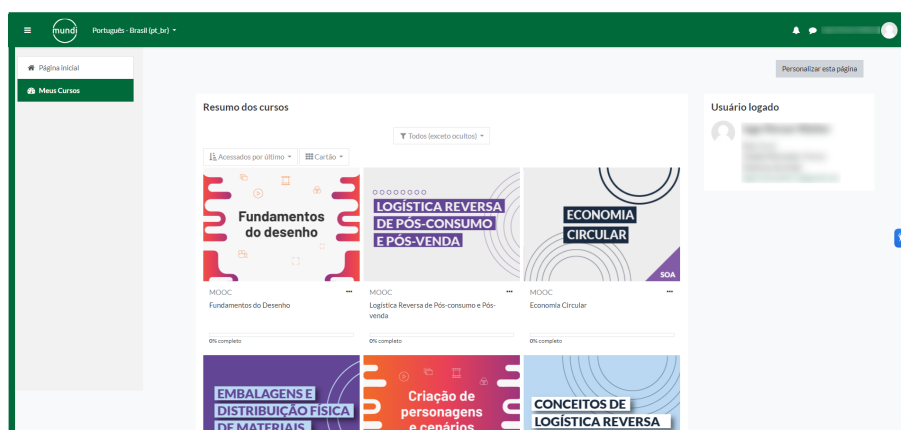 mundi
Português - Brasil (pt_br)
Página inicial
Meus Cursos
Personalizar esta página
Resumo dos cursos
Usuário logado
Todos (exceto ocultos)
Acessados por último
Cartão
Fundamentos
do desenho
LOGÍSTICA REVERSA
DE PÓS-CONSUMO
E PÓS-VENDA
ECONOMIA
CIRCULAR
SOA
MOOC
Fundamentos do Desenho
0% completo
MOOC
Logística Reversa de Pós-consumo e Pós-
venda
0% completo
MOOC
Economia Circular
0% completo
EMBALAGENS E
DISTRIBUIÇÃO FÍSICA
DE MATERIAIS
Criação de
personagens
e cenários
CONCEITOS DE
LOGÍSTICA REVERSA